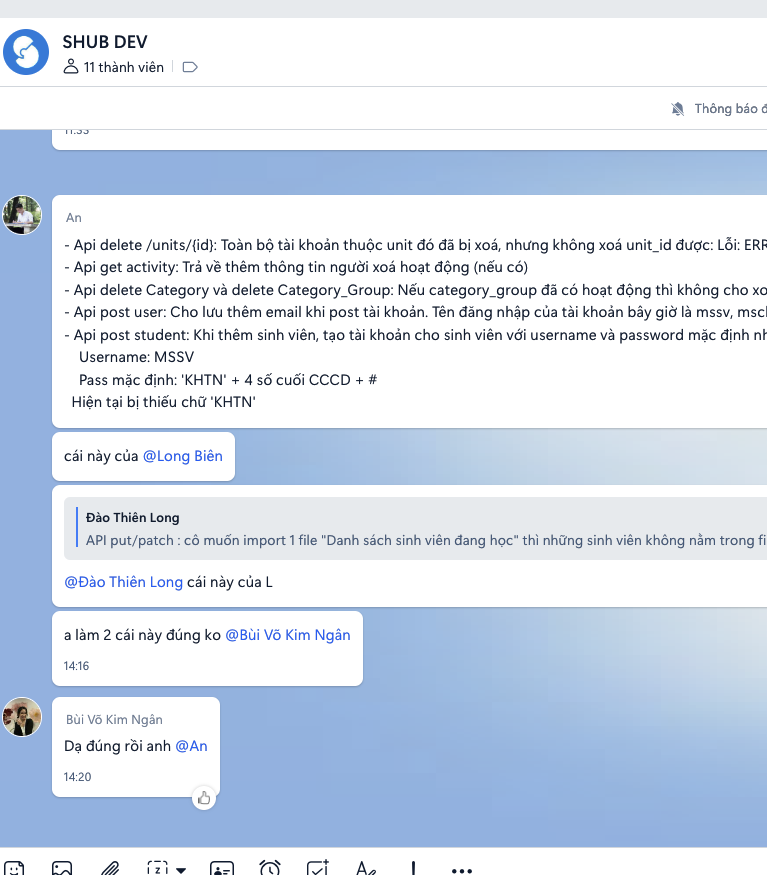 SHUB DEV
11 thành viên
Thông báo
11:33
An
- Api delete /units/{id}: Toàn bộ tài khoản thuộc unit đó đã bị xoá, nhưng không xoá unit_id được: Lỗi: ERR
- Api get activity: Trả về thêm thông tin người xoá hoạt động (nếu có)
- Api delete Category và delete Category_Group: Nếu category_group đã có hoạt động thì không cho xo
- Api post user: Cho lưu thêm email khi post tài khoản. Tên đăng nhập của tài khoản bây giờ là mssv, msc
- Api post student: Khi thêm sinh viên, tạo tài khoản cho sinh viên với username và password mặc định nh
Username: MSSV
Pass mặc định: 'KHTN' + 4 số cuối CCCD + #
Hiện tại bị thiếu chữ 'KHTN'
cái này của @Long Biên
Đào Thiên Long
API put/patch : cô muốn import 1 file "Danh sách sinh viên đang học" thì những sinh viên không nằm trong fi
@Đào Thiên Long cái này của L
a làm 2 cái này đúng ko @Bùi Võ Kim Ngân
14:16
Bùi Võ Kim Ngân
Dạ đúng rồi anh @An
14:20